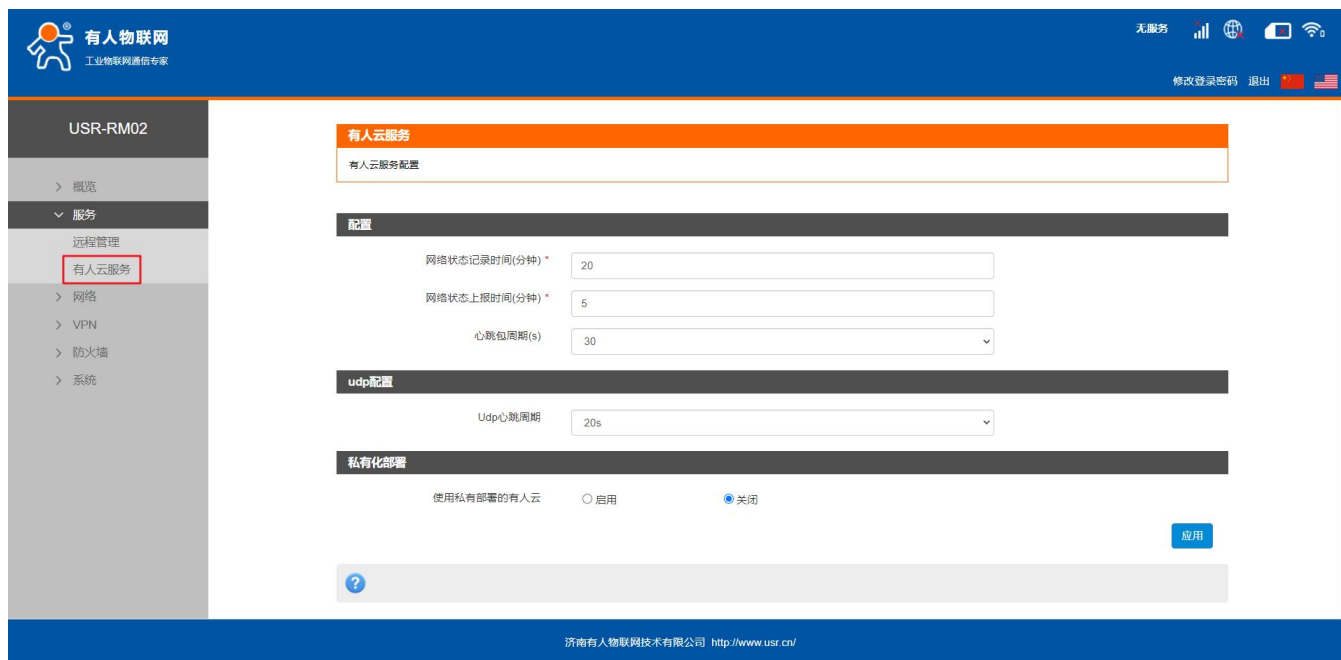 有人物联网
工业物联网通信专家
无服务
修改登录密码 退出
USR-RM02
概览
服务
远程管理
有人云服务
网络
VPN
防火墙
系统
有人云服务
有人云服务配置
配置
网络状态记录时间(分钟) *
20
网络状态上报时间(分钟) *
5
心跳包周期(s)
30
udp配置
Udp心跳周期
20s
私有化部署
使用私有部署的有人云 启用 关闭
应用
济南有人物联网技术有限公司 http://www.usr.cn/